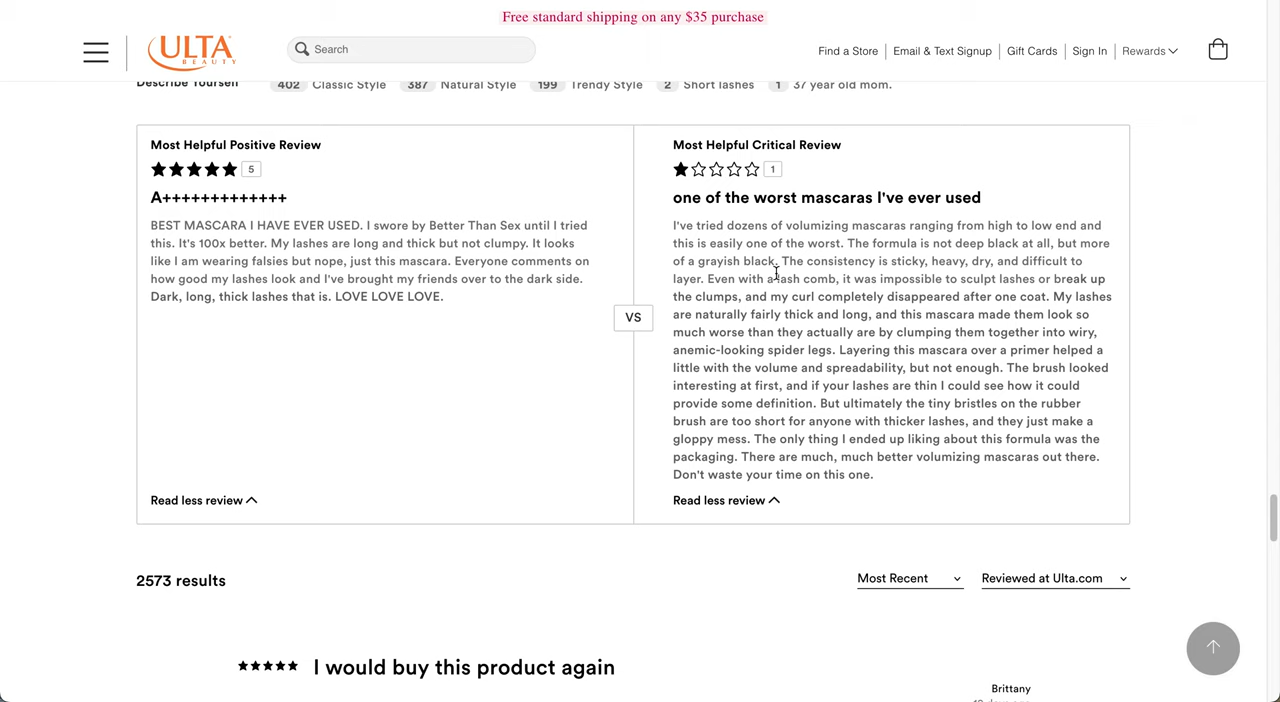 Free standard shipping on any $35 purchase
ULTA
BEAUTY
Search
Find a Store
Email & Text Signup
Gift Cards
Sign In
Rewards
Describe Yourself
402 Classic Style
387 Natural Style
199 Trendy Style
2 Short lashes
1 37 year old mom.
Most Helpful Positive Review
5
A+++++++++++++
BEST MASCARA I HAVE EVER USED. I swore by Better Than Sex until I tried
this. It's 100x better. My lashes are long and thick but not clumpy. It looks
like I am wearing falsies but nope, just this mascara. Everyone comments on
how good my lashes look and I've brought my friends over to the dark side.
Dark, long, thick lashes that is. LOVE LOVE LOVE.
Read less review
VS
Most Helpful Critical Review
1
one of the worst mascaras I've ever used
I've tried dozens of volumizing mascaras ranging from high to low end and
this is easily one of the worst. The formula is not deep black at all, but more
of a grayish black. The consistency is sticky, heavy, dry, and difficult to
layer. Even with a lash comb, it was impossible to sculpt lashes or break up
the clumps, and my curl completely disappeared after one coat. My lashes
are naturally fairly thick and long, and this mascara made them look so
much worse than they actually are by clumping them together into wiry,
anemic-looking spider legs. Layering this mascara over a primer helped a
little with the volume and spreadability, but not enough. The brush looked
interesting at first, and if your lashes are thin I could see how it could
provide some definition. But ultimately the tiny bristles on the rubber
brush are too short for anyone with thicker lashes, and they just make a
gloppy mess. The only thing I ended up liking about this formula was the
packaging. There are much, much better volumizing mascaras out there.
Don't waste your time on this one.
Read less review
2573 results
Most Recent
Reviewed at Ulta.com
I would buy this product again
Brittany